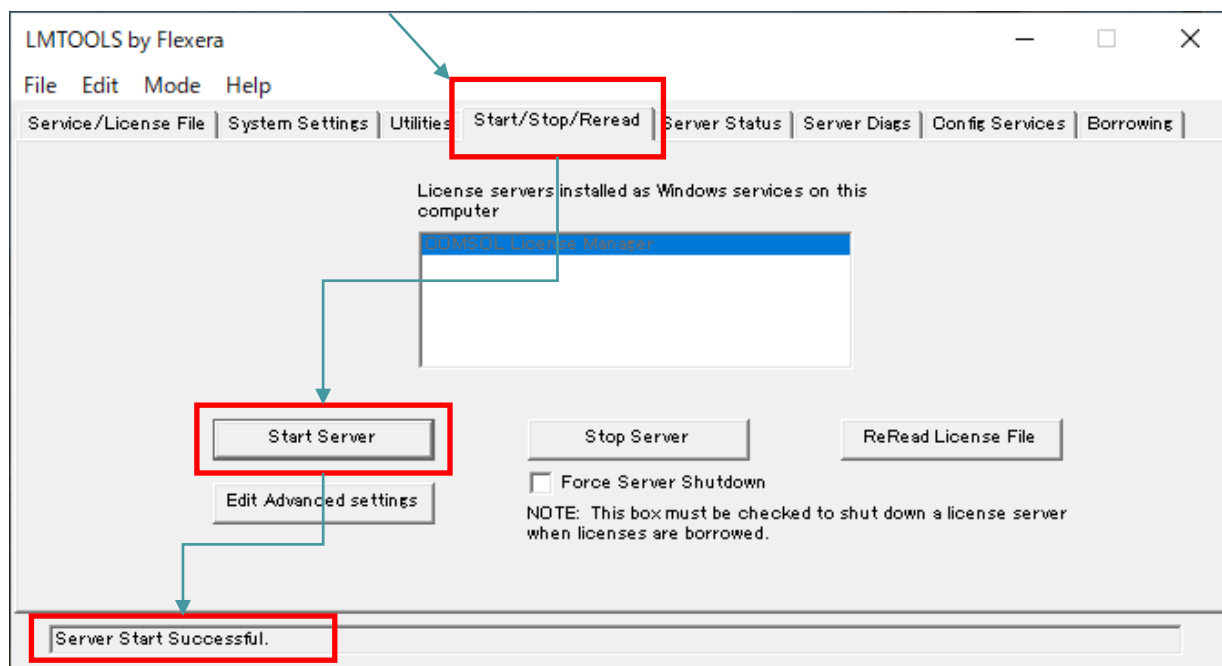 LMTOOLS by Flexera
File Edit Mode Help
Service/License File System Settings Utilities Start/Stop/Reread Server Status Server Diags Config Services Borrowing
License servers installed as Windows services on this
computer
COMSOL License Manager
Start Server Stop Server ReRead License File
Edit Advanced settings Force Server Shutdown
NOTE: This box must be checked to shut down a license server
when licenses are borrowed.
Server Start Successful.